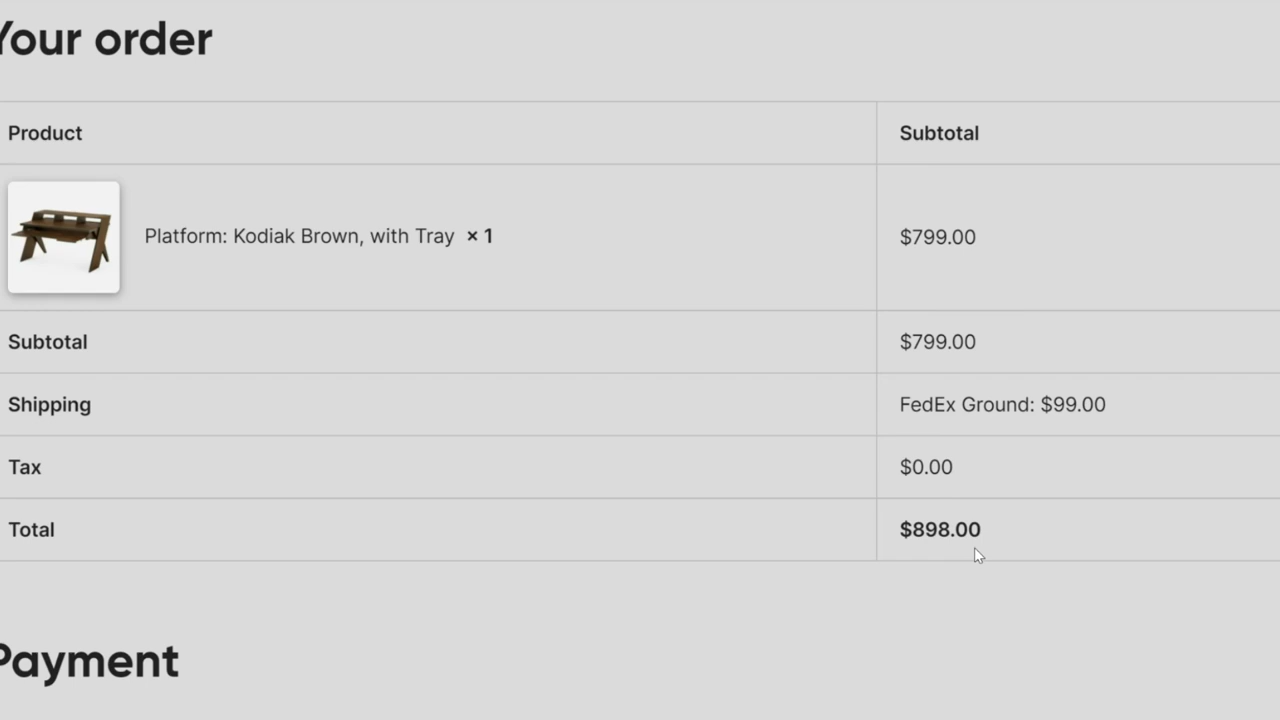 Your order
Product Subtotal
Platform: Kodiak Brown, with Tray × 1 $799.00
Subtotal $799.00
Shipping FedEx Ground: $99.00
Tax $0.00
Total $898.00
Payment